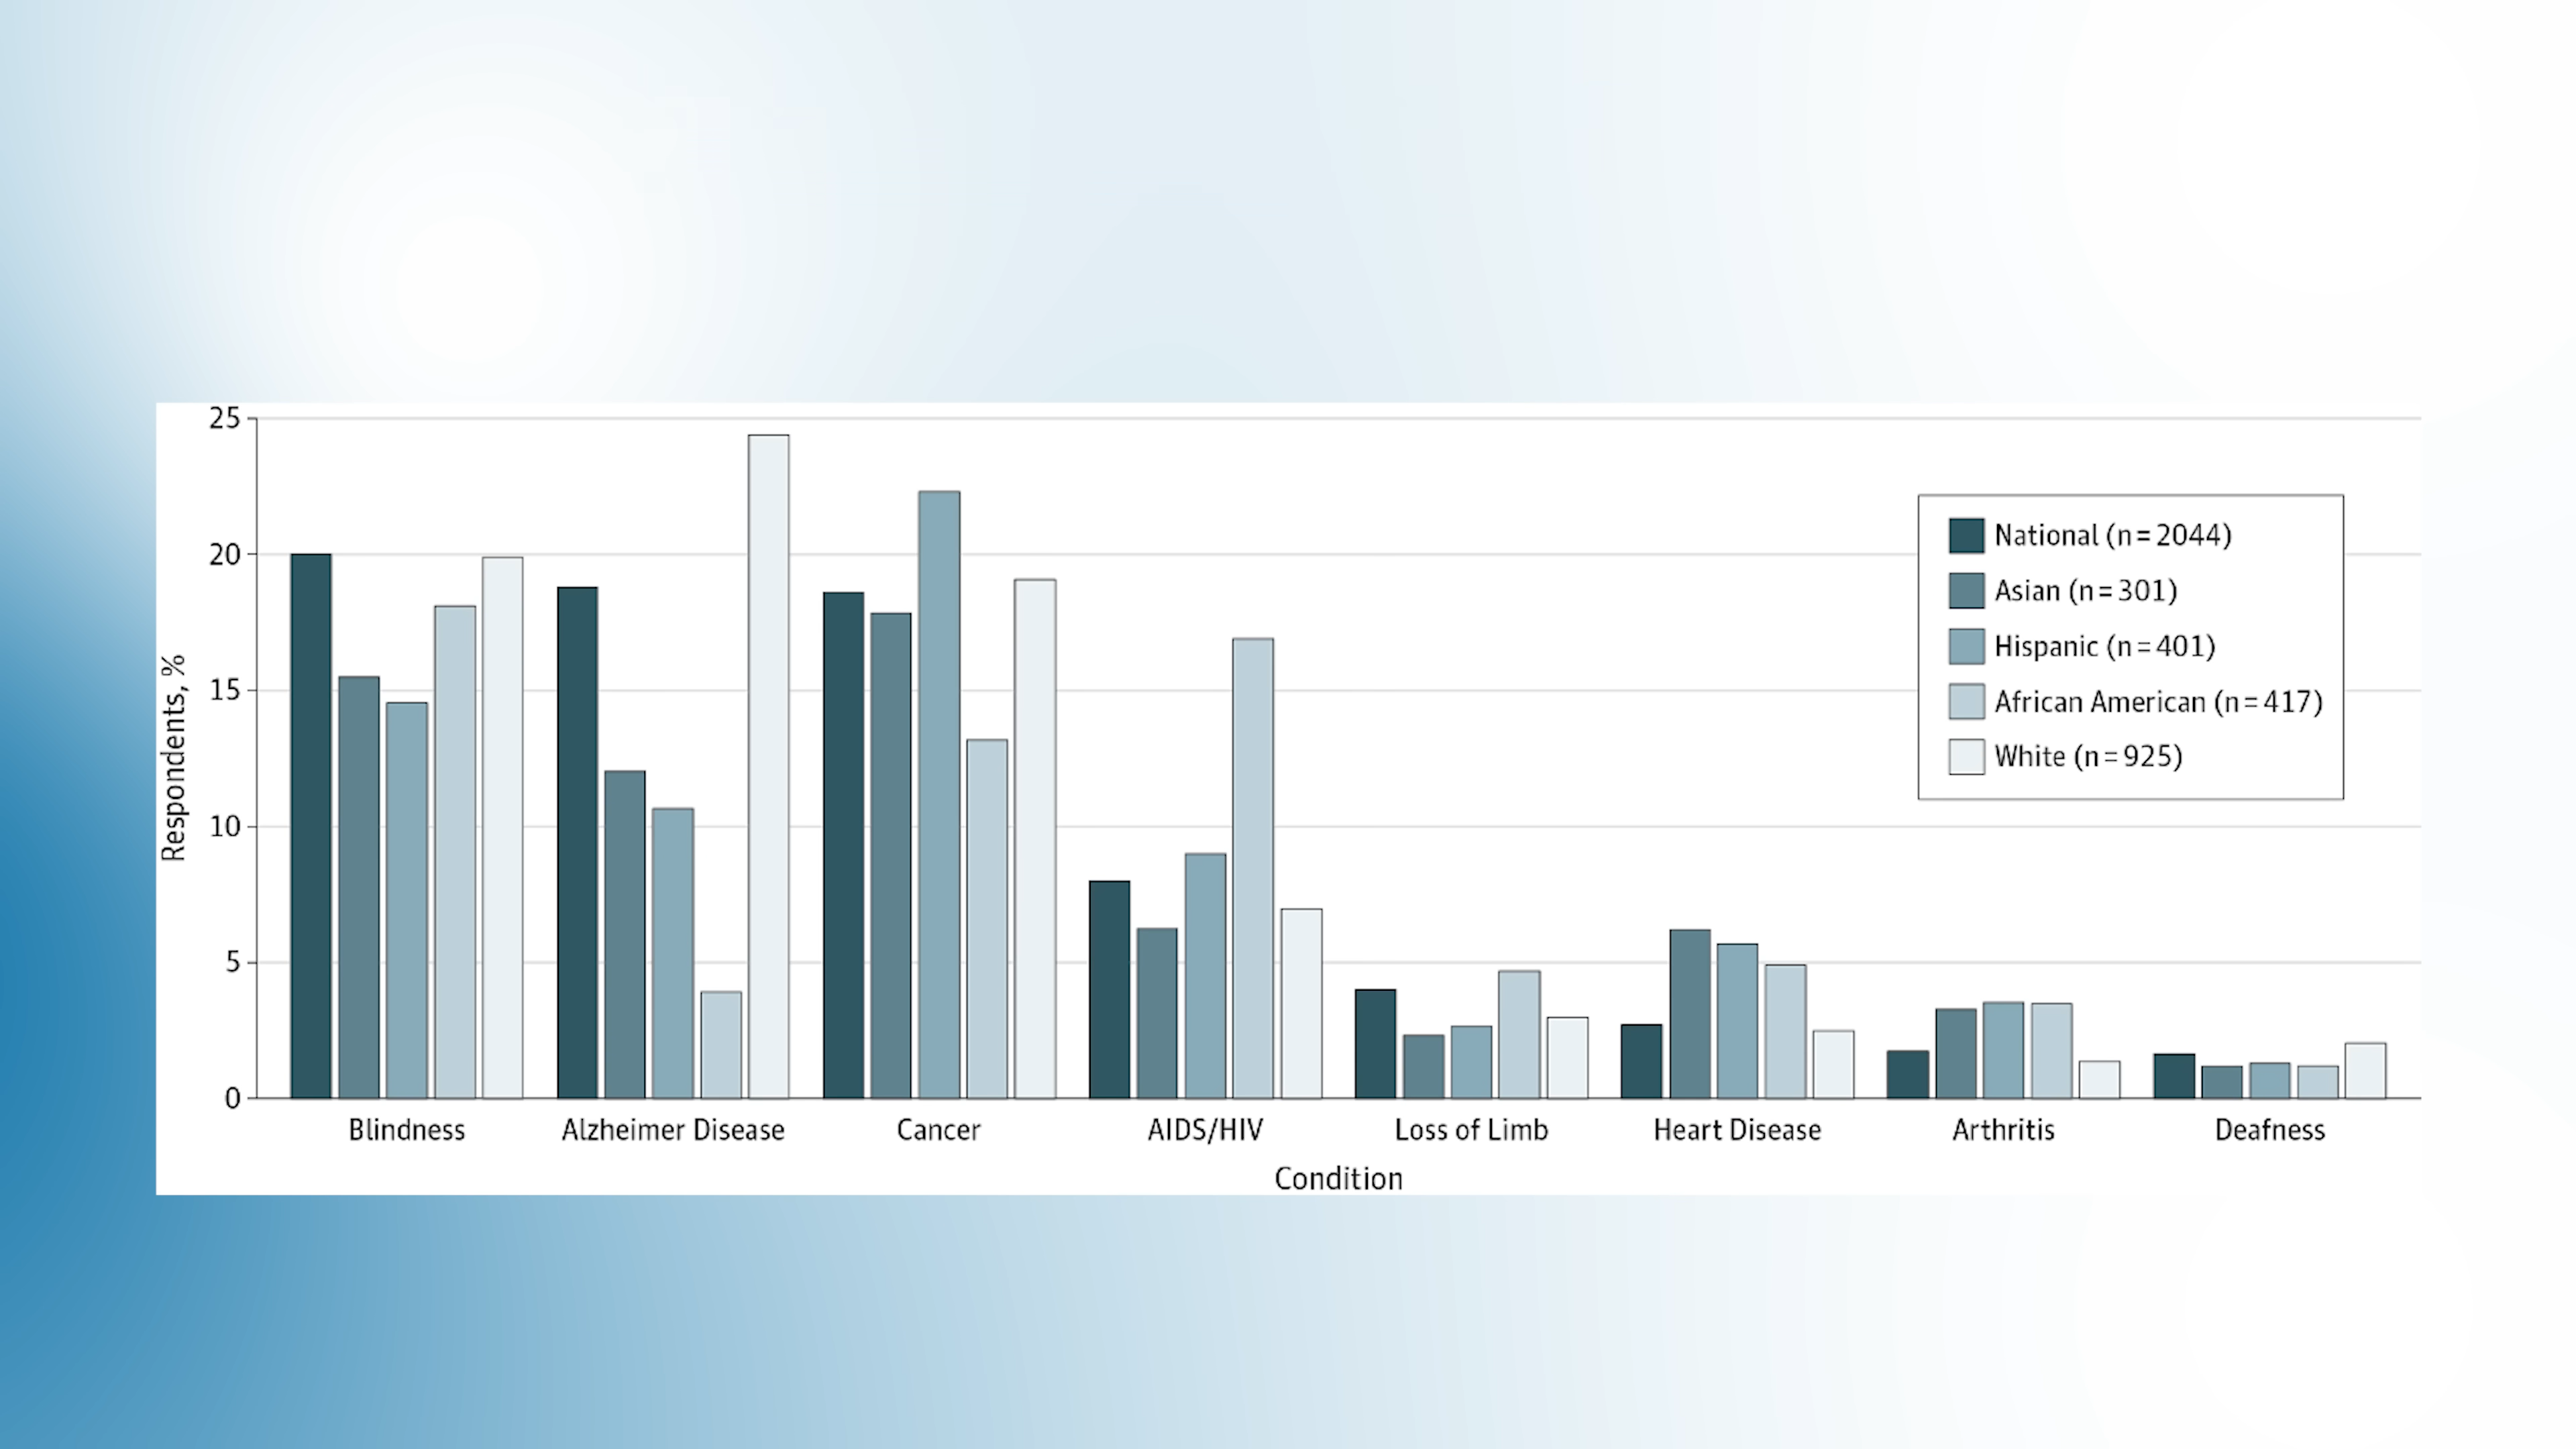 25
20
15
10
5
0
Respondents, %
National (n=2044)
Asian (n=301)
Hispanic (n=401)
African American (n=417)
White (n=925)
Blindness
Alzheimer Disease
Cancer
AIDS/HIV
Loss of Limb
Heart Disease
Arthritis
Deafness
Condition